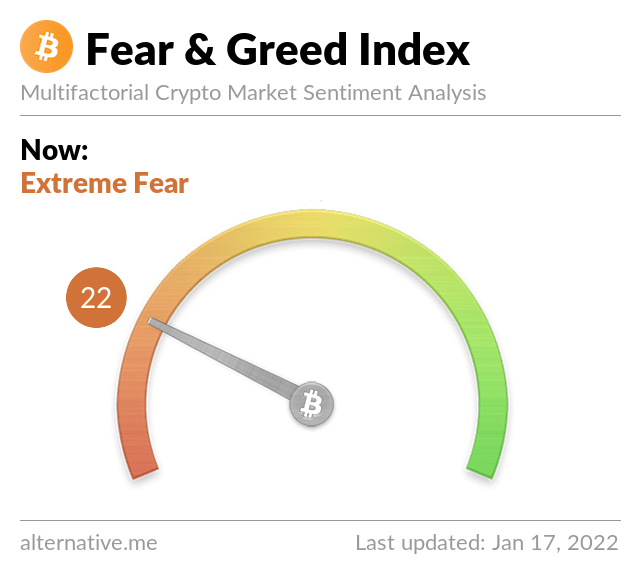 Fear & Greed Index
Multifactorial Crypto Market Sentiment Analysis
Now:
Extreme Fear
22
alternative.me
Last updated: Jan 17, 2022